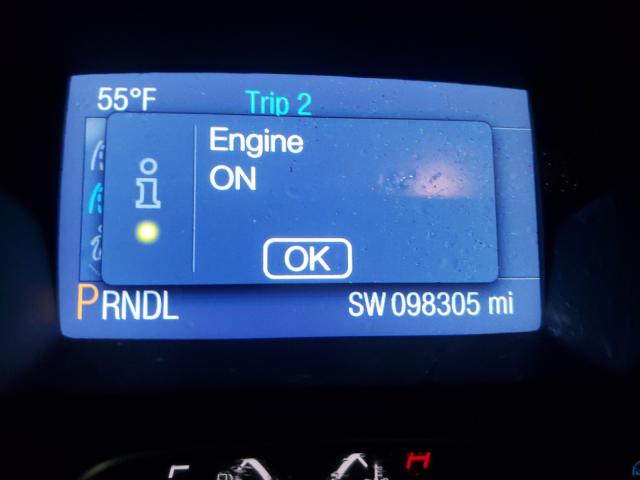 55°F Trip 2
Engine
ON
OK
PRNDL SW 098305 mi
H